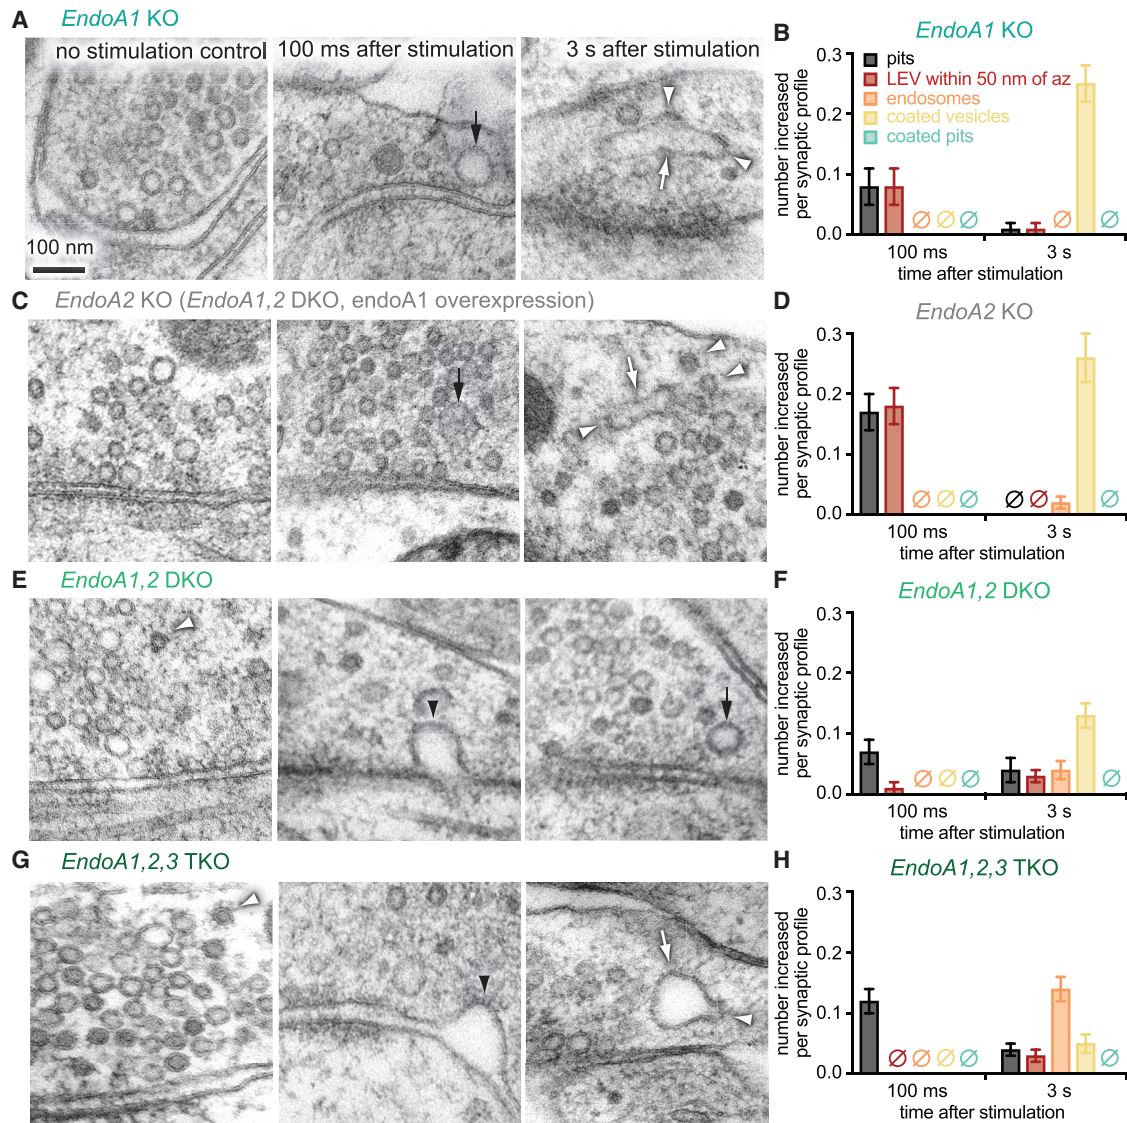 A EndoA1 KO
no stimulation control
100 ms after stimulation
3 s after stimulation
100 nm
B EndoA1 KO
number increased
per synaptic profile
0.3
0.2
0.1
0.0
pits
LEV within 50 nm of az
endosomes
coated vesicles
coated pits
∅ ∅ ∅ ∅ ∅
100 ms 3 s
time after stimulation
C EndoA2 KO (EndoA1,2 DKO, endoA1 overexpression)
D EndoA2 KO
number increased
per synaptic profile
0.3
0.2
0.1
0.0
∅ ∅ ∅ ∅ ∅ ∅
100 ms 3 s
time after stimulation
E EndoA1,2 DKO
F EndoA1,2 DKO
number increased
per synaptic profile
0.3
0.2
0.1
0.0
∅ ∅ ∅ ∅
100 ms 3 s
time after stimulation
G EndoA1,2,3 TKO
H EndoA1,2,3 TKO
number increased
per synaptic profile
0.3
0.2
0.1
0.0
∅ ∅ ∅ ∅ ∅
100 ms 3 s
time after stimulation